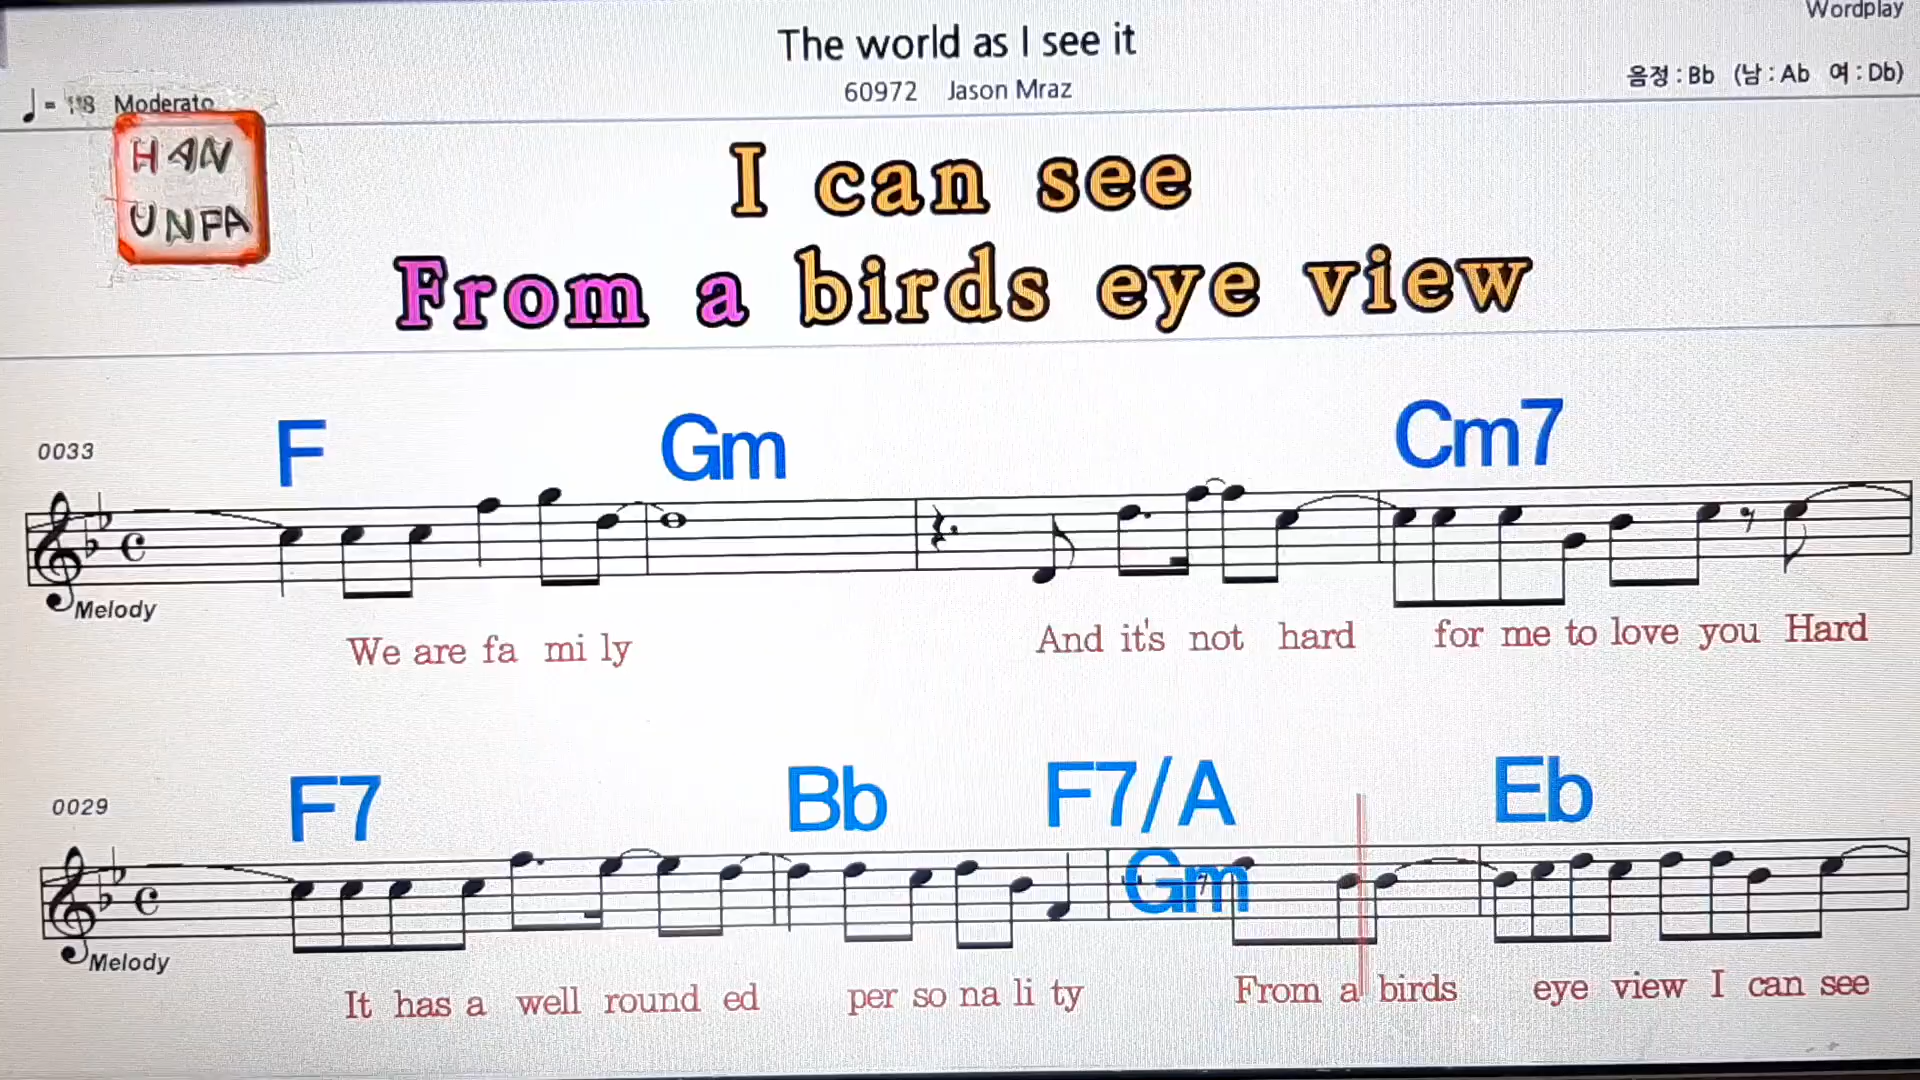 Wordplay
The world as I see it
60972 Jason Mraz
음정 : Bb (남 : Ab 여 : Db)
Moderato
HAN
UNFA
I can see
From a birds eye view
0033
F Gm Cm7
Melody
We are fa mi ly And it's not hard for me to love you Hard
0029
F7 Bb F7/A Eb
Gm
Melody
It has a well round ed per so na li ty From a birds eye view I can see